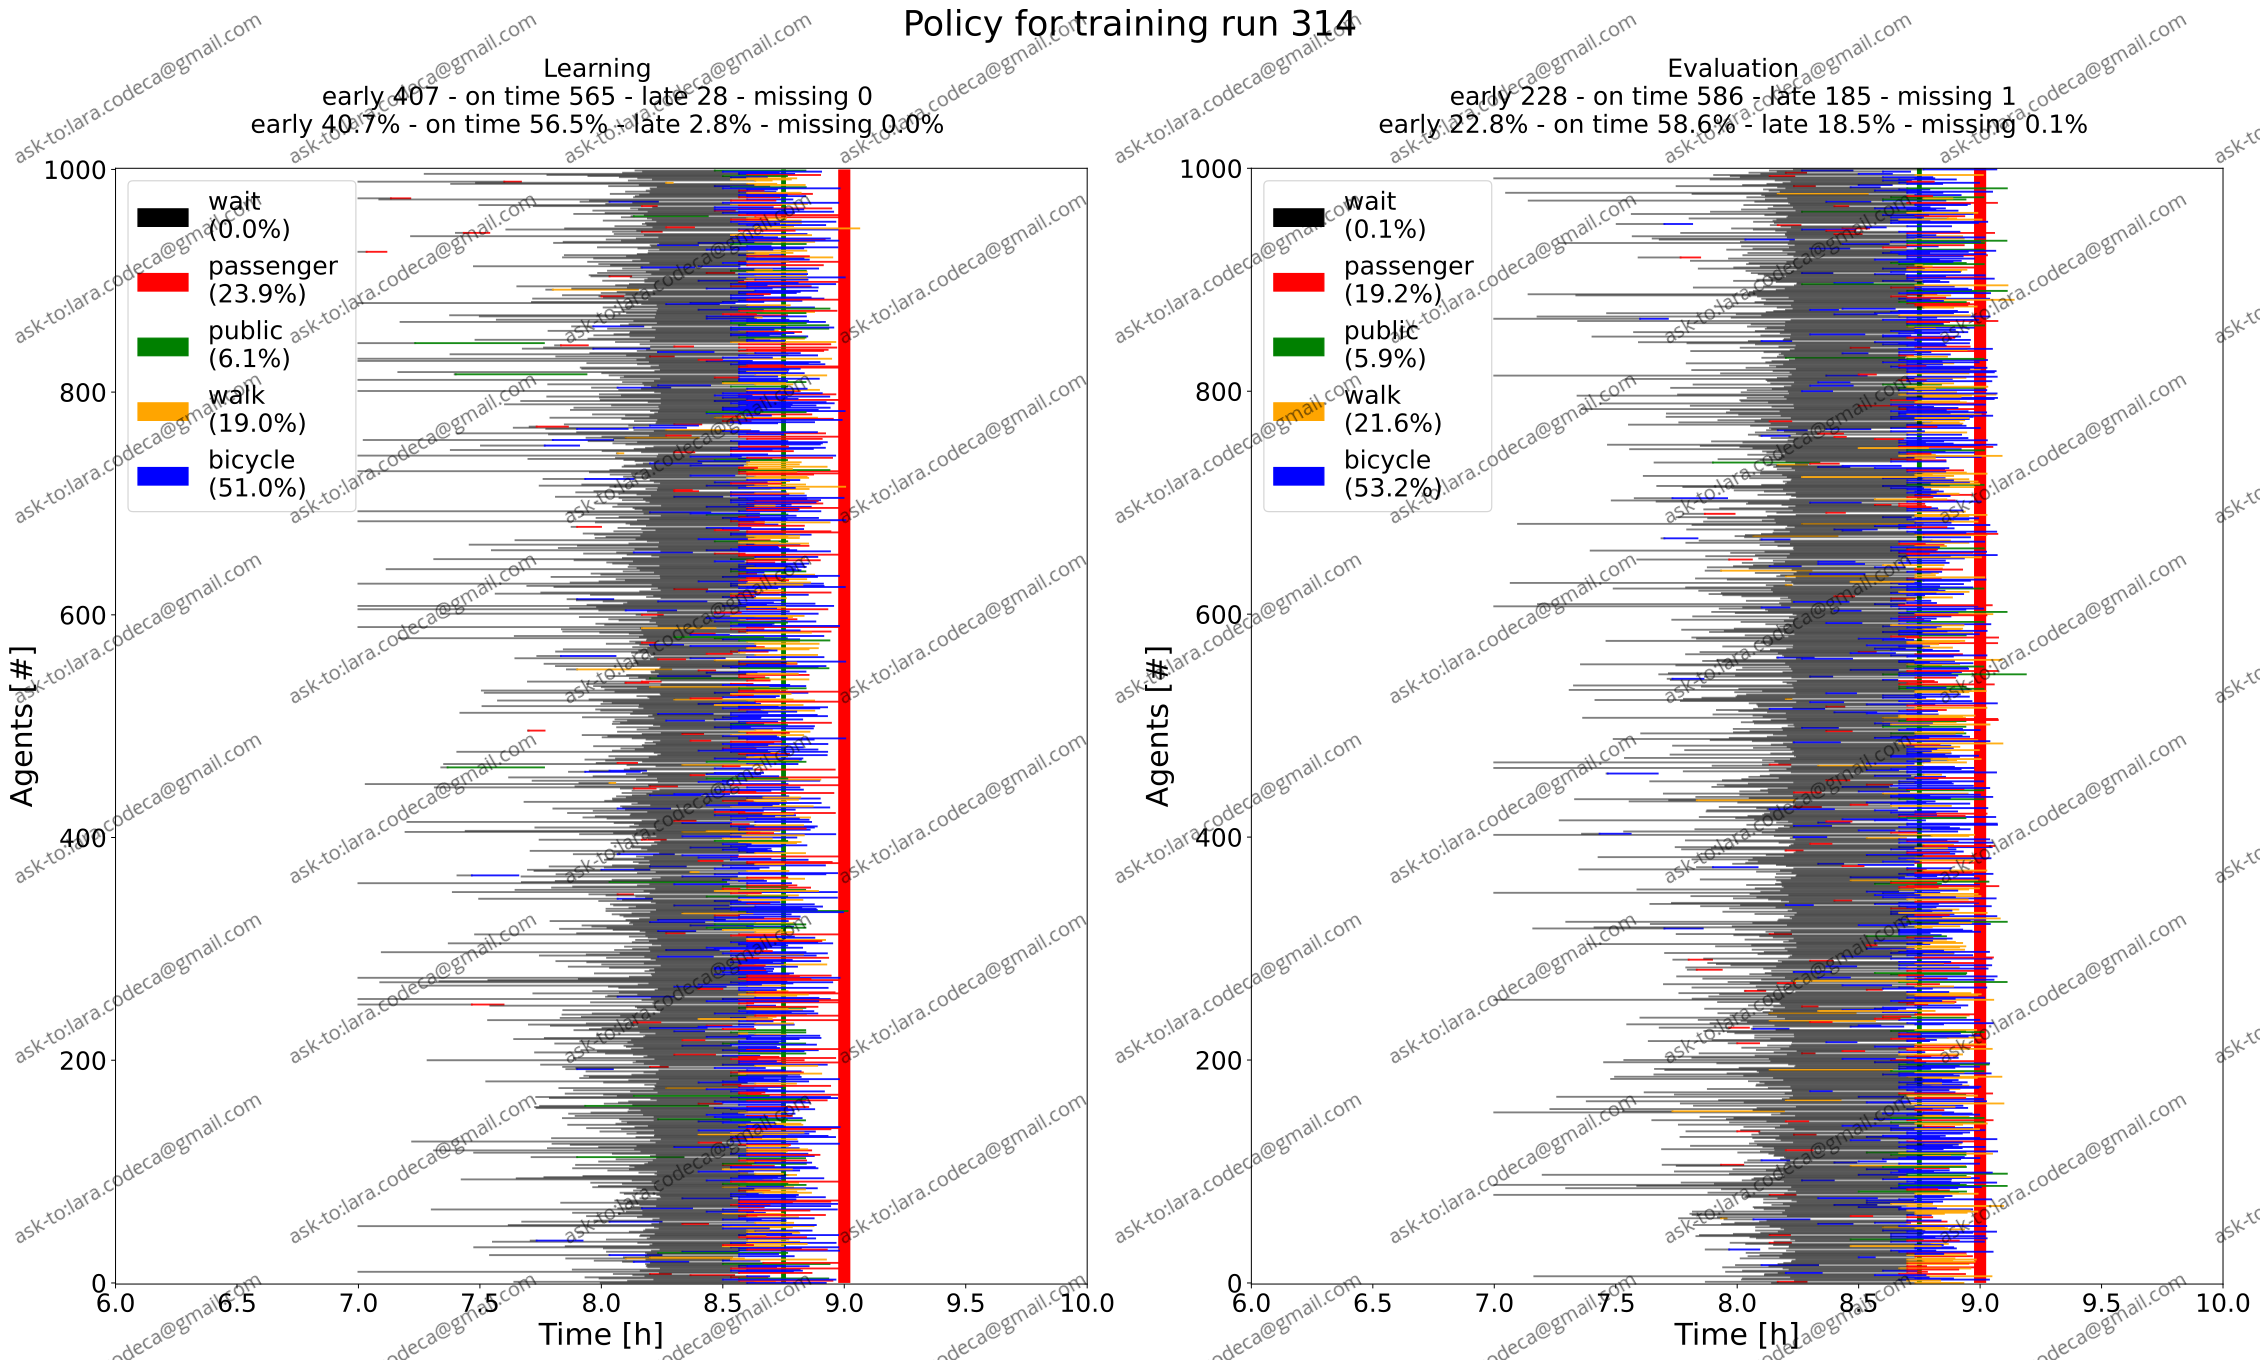 Policy for training run 314
Learning
early 407 - on time 565 - late 28 - missing 0
early 40.7% - on time 56.5% - late 2.8% - missing 0.0%
Evaluation
early 228 - on time 586 - late 185 - missing 1
early 22.8% - on time 58.6% - late 18.5% - missing 0.1%
wait
(0.0%)
passenger
(23.9%)
public
(6.1%)
walk
(19.0%)
bicycle
(51.0%)
Agents [#]
1000
800
600
400
200
0
6.0 6.5 7.0 7.5 8.0 8.5 9.0 9.5 10.0
Time [h]
wait
(0.1%)
passenger
(19.2%)
public
(5.9%)
walk
(21.6%)
bicycle
(53.2%)
Agents [#]
1000
800
600
400
200
0
6.0 6.5 7.0 7.5 8.0 8.5 9.0 9.5 10.0
Time [h]
ask-to:lara.codeca@gmail.com